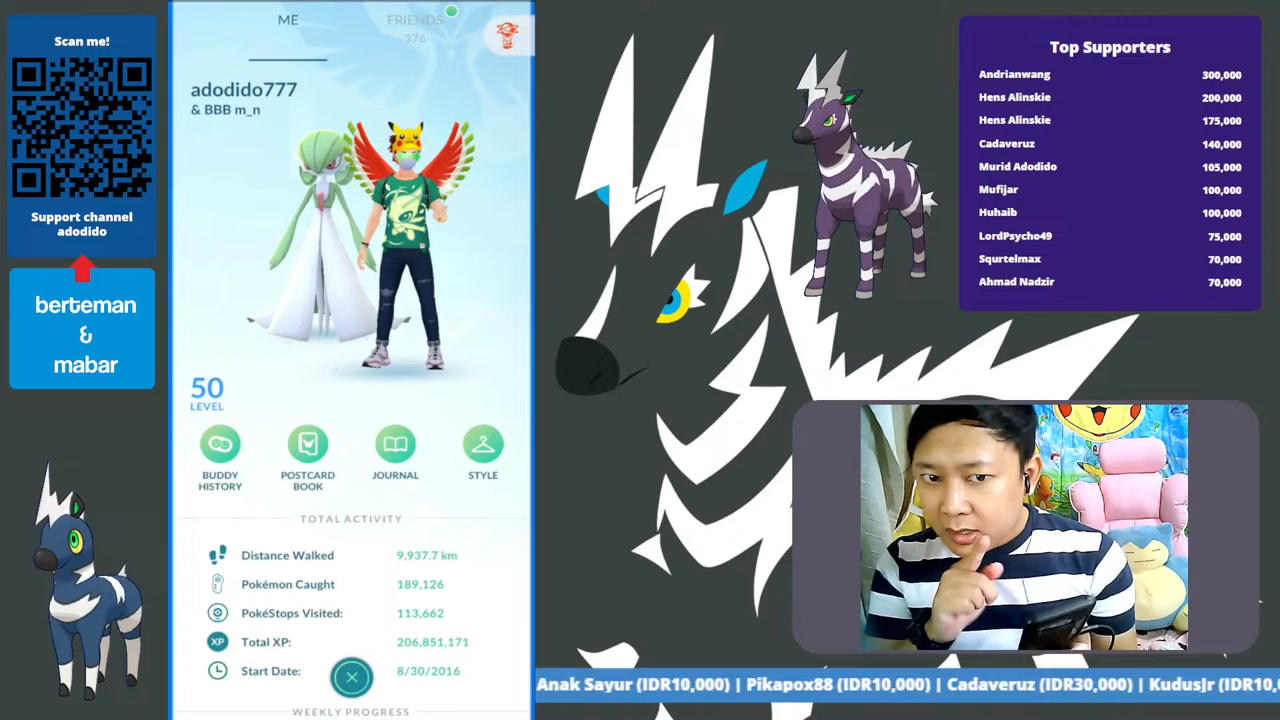 Scan me!
Support channel
adodido
berteman
&
mabar
ME
FRIENDS
376
adodido777
& BBB m_n
50
LEVEL
BUDDY
HISTORY
POSTCARD
BOOK
JOURNAL
STYLE
TOTAL ACTIVITY
Distance Walked 9,937.7 km
Pokémon Caught 189,126
PokéStops Visited: 113,662
XP Total XP: 206,851,171
Start Date: 8/30/2016
WEEKLY PROGRESS
Top Supporters
Andrianwang 300,000
Hens Alinskie 200,000
Hens Alinskie 175,000
Cadaveruz 140,000
Murid Adodido 105,000
Mufijar 100,000
Huhaib 100,000
LordPsycho49 75,000
Squrtelmax 70,000
Ahmad Nadzir 70,000
Anak Sayur (IDR10,000) | Pikapox88 (IDR10,000) | Cadaveruz (IDR30,000) | KudusJr (IDR10,0